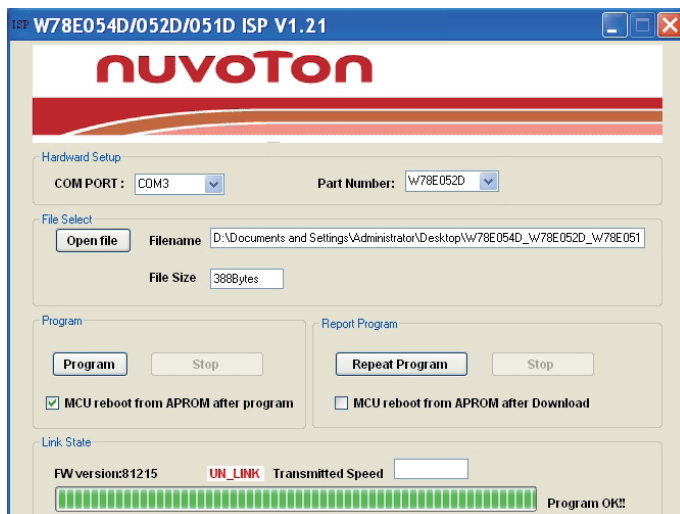 ISP W78E054D/052D/051D ISP V1.21
nuvoTon
Hardware Setup
COM PORT : COM3 Part Number: W78E052D
File Select
Open file Filename D:\Documents and Settings\Administrator\Desktop\W78E054D_W78E052D_W78E051
File Size 388Bytes
Program
Program Stop
MCU reboot from APROM after program
Report Program
Repeat Program Stop
MCU reboot from APROM after Download
Link State
FW version:81215 UN_LINK Transmitted Speed
Program OK!!